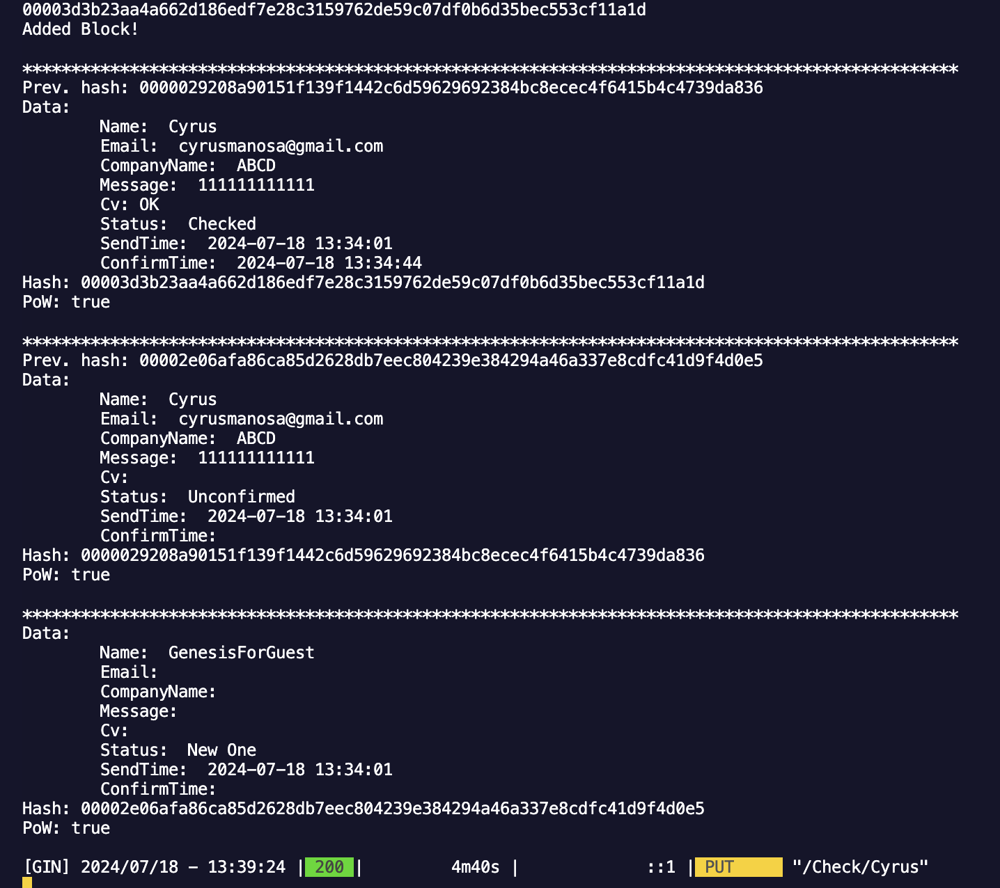 00003d3b23aa4a662d186edf7e28c3159762de59c07df0b6d35bec553cf11a1d
Added Block!
************************************************************************************************
Prev. hash: 0000029208a90151f139f1442c6d59629692384bc8ecec4f6415b4c4739da836
Data:
Name:  Cyrus
Email:  cyrusmanosa@gmail.com
CompanyName:  ABCD
Message:  111111111111
Cv: OK
Status:  Checked
SendTime:  2024-07-18 13:34:01
ConfirmTime:  2024-07-18 13:34:44
Hash: 00003d3b23aa4a662d186edf7e28c3159762de59c07df0b6d35bec553cf11a1d
PoW: true
************************************************************************************************
Prev. hash: 00002e06afa86ca85d2628db7eec804239e384294a46a337e8cdfc41d9f4d0e5
Data:
Name:  Cyrus
Email:  cyrusmanosa@gmail.com
CompanyName:  ABCD
Message:  111111111111
Cv:
Status:  Unconfirmed
SendTime:  2024-07-18 13:34:01
ConfirmTime:
Hash: 0000029208a90151f139f1442c6d59629692384bc8ecec4f6415b4c4739da836
PoW: true
************************************************************************************************
Data:
Name:  GenesisForGuest
Email:
CompanyName:
Message:
Cv:
Status:  New One
SendTime:  2024-07-18 13:34:01
ConfirmTime:
Hash: 00002e06afa86ca85d2628db7eec804239e384294a46a337e8cdfc41d9f4d0e5
PoW: true
[GIN] 2024/07/18 - 13:39:24 | 200 |         4m40s |             ::1 | PUT      "/Check/Cyrus"